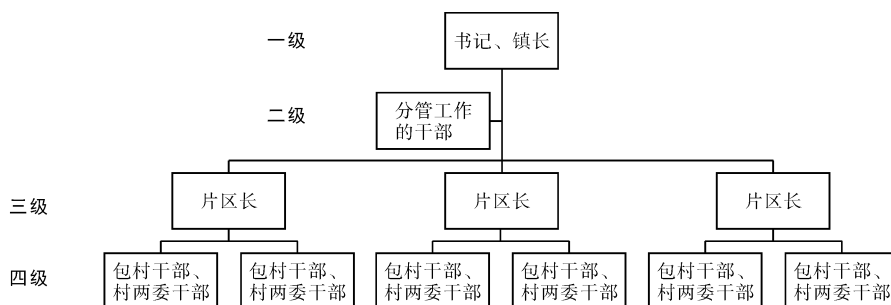 一级
书记、镇长
二级
分管工作
的干部
三级
片区长
片区长
片区长
四级
包村干部、
村两委干部
包村干部、
村两委干部
包村干部、
村两委干部
包村干部、
村两委干部
包村干部、
村两委干部
包村干部、
村两委干部